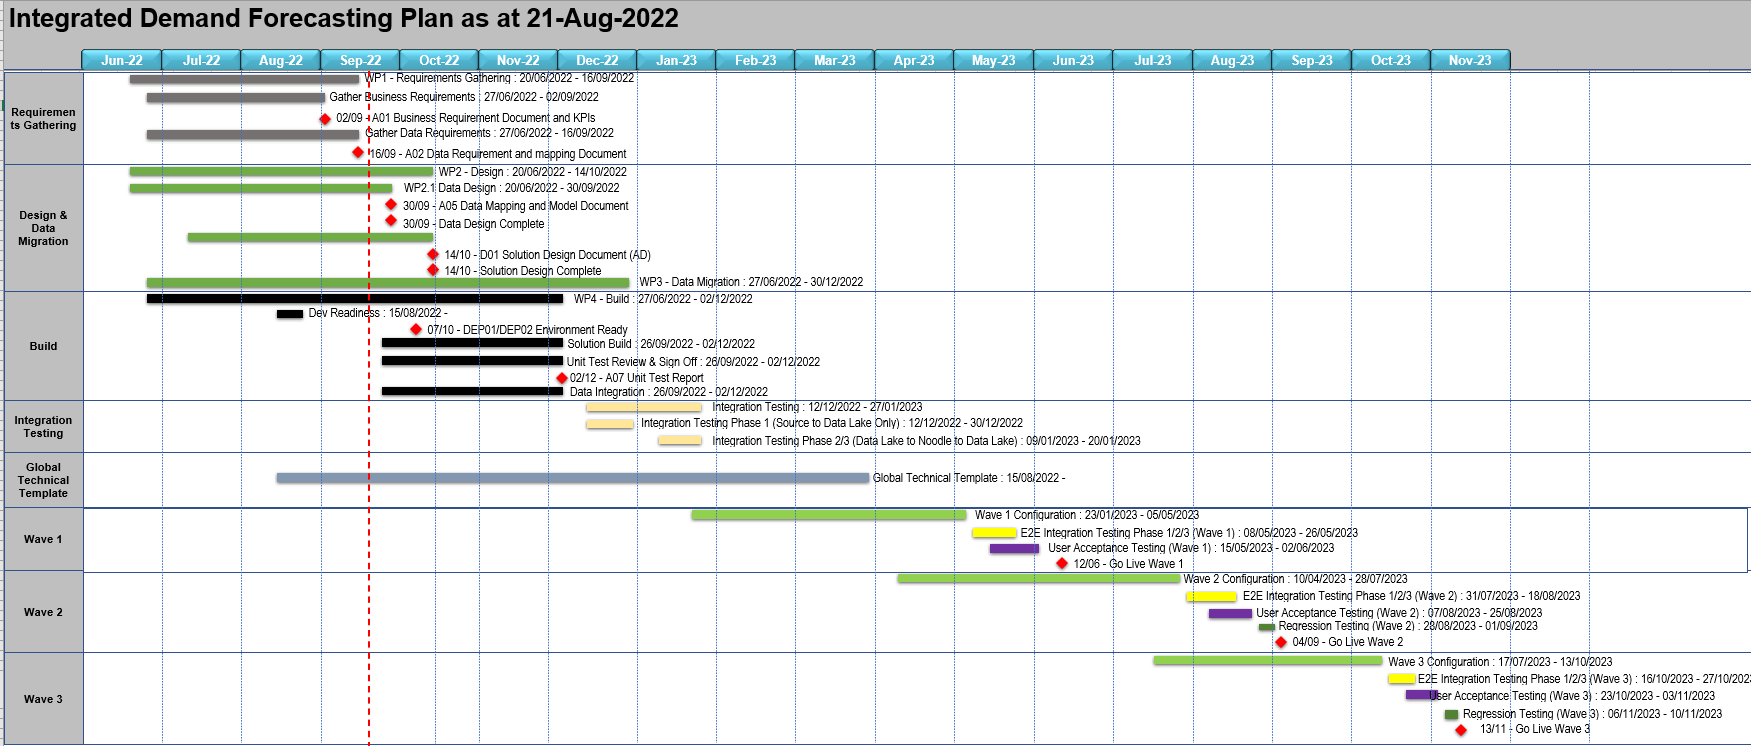 Integrated Demand Forecasting Plan as at 21-Aug-2022
Jun-22 Jul-22 Aug-22 Sep-22 Oct-22 Nov-22 Dec-22 Jan-23 Feb-23 Mar-23 Apr-23 May-23 Jun-23 Jul-23 Aug-23 Sep-23 Oct-23 Nov-23
Requiremen
ts Gathering
WP1 - Requirements Gathering : 20/06/2022 - 16/09/2022
Gather Business Requirements : 27/06/2022 - 02/09/2022
02/09 - A01 Business Requirement Document and KPIs
Gather Data Requirements : 27/06/2022 - 16/09/2022
16/09 - A02 Data Requirement and mapping Document
Design &
Data
Migration
WP2 - Design : 20/06/2022 - 14/10/2022
WP2.1 Data Design : 20/06/2022 - 30/09/2022
30/09 - A05 Data Mapping and Model Document
30/09 - Data Design Complete
14/10 - D01 Solution Design Document (AD)
14/10 - Solution Design Complete
WP3 - Data Migration : 27/06/2022 - 30/12/2022
Build
WP4 - Build : 27/06/2022 - 02/12/2022
Dev Readiness : 15/08/2022 -
07/10 - DEP01/DEP02 Environment Ready
Solution Build : 26/09/2022 - 02/12/2022
Unit Test Review & Sign Off : 26/09/2022 - 02/12/2022
02/12 - A07 Unit Test Report
Data Integration : 26/09/2022 - 02/12/2022
Integration
Testing
Integration Testing : 12/12/2022 - 27/01/2023
Integration Testing Phase 1 (Source to Data Lake Only) : 12/12/2022 - 30/12/2022
Integration Testing Phase 2/3 (Data Lake to Noodle to Data Lake) : 09/01/2023 - 20/01/2023
Global
Technical
Template
Global Technical Template : 15/08/2022 -
Wave 1
Wave 1 Configuration : 23/01/2023 - 05/05/2023
E2E Integration Testing Phase 1/2/3 (Wave 1) : 08/05/2023 - 26/05/2023
User Acceptance Testing (Wave 1) : 15/05/2023 - 02/06/2023
12/06 - Go Live Wave 1
Wave 2
Wave 2 Configuration : 10/04/2023 - 28/07/2023
E2E Integration Testing Phase 1/2/3 (Wave 2) : 31/07/2023 - 18/08/2023
User Acceptance Testing (Wave 2) : 07/08/2023 - 25/08/2023
Regression Testing (Wave 2) : 28/08/2023 - 01/09/2023
04/09 - Go Live Wave 2
Wave 3
Wave 3 Configuration : 17/07/2023 - 13/10/2023
E2E Integration Testing Phase 1/2/3 (Wave 3) : 16/10/2023 - 27/10/202
User Acceptance Testing (Wave 3) : 23/10/2023 - 03/11/2023
Regression Testing (Wave 3) : 06/11/2023 - 10/11/2023
13/11 - Go Live Wave 3